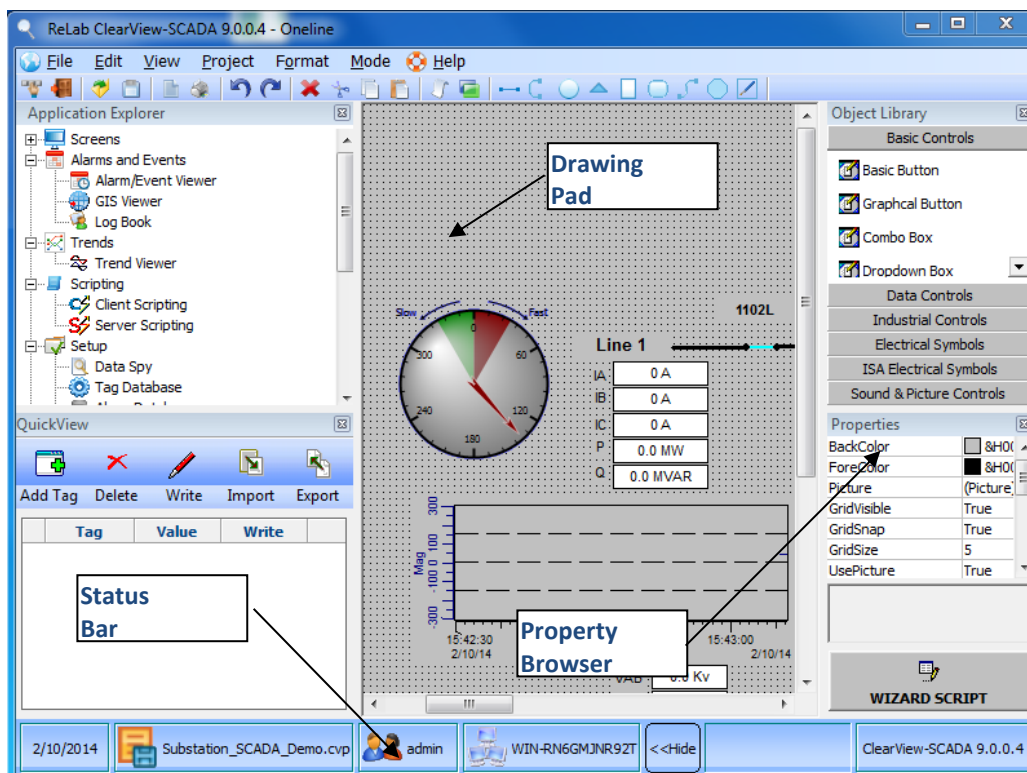 ReLab ClearView-SCADA 9.0.0.4 - Oneline
File Edit View Project Format Mode Help
Application Explorer
Screens
Alarms and Events
Alarm/Event Viewer
GIS Viewer
Log Book
Trends
Trend Viewer
Scripting
Client Scripting
Server Scripting
Setup
Data Spy
Tag Database
QuickView
Add Tag Delete Write Import Export
Tag Value Write
Status
Bar
Drawing
Pad
Slow Fast
0
60
120
180
240
300
1102L
Line 1
IA 0 A
IB 0 A
IC 0 A
P 0.0 MW
Q 0.0 MVAR
Mag
300
100
0
-100
-300
15:42:30
2/10/14
15:43:00
2/10/14
Property
Browser
VAB 0.0 Kv
Object Library
Basic Controls
Basic Button
Graphcal Button
Combo Box
Dropdown Box
Data Controls
Industrial Controls
Electrical Symbols
ISA Electrical Symbols
Sound & Picture Controls
Properties
BackColor &H00
ForeColor &H00
Picture (Picture)
GridVisible True
GridSnap True
GridSize 5
UsePicture True
WIZARD SCRIPT
2/10/2014 Substation_SCADA_Demo.cvp admin WIN-RN6GMJNR92T <<Hide ClearView-SCADA 9.0.0.4